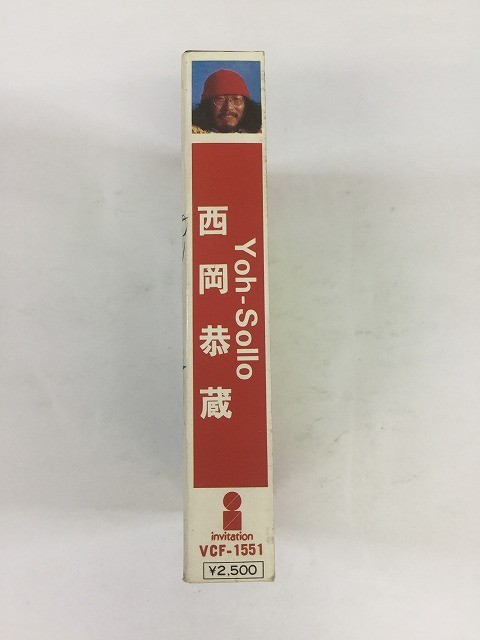 Yoh-Sollo
西岡恭蔵
invitation
VCF-1551
¥2,500